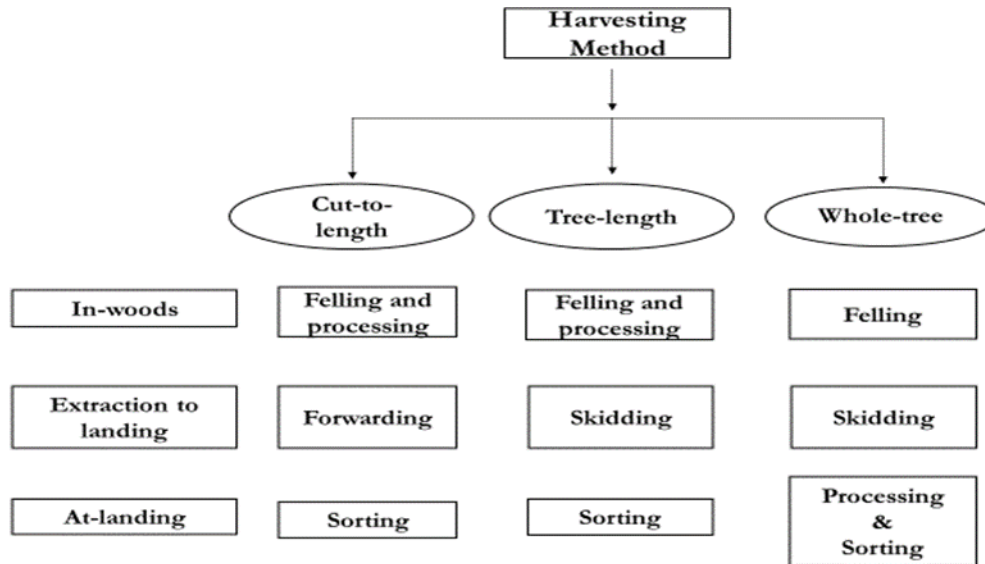 Harvesting
Method
Cut-to-
length
Tree-length
Whole-tree
In-woods
Felling and
processing
Felling and
processing
Felling
Extraction to
landing
Forwarding
Skidding
Skidding
At-landing
Sorting
Sorting
Processing
&
Sorting